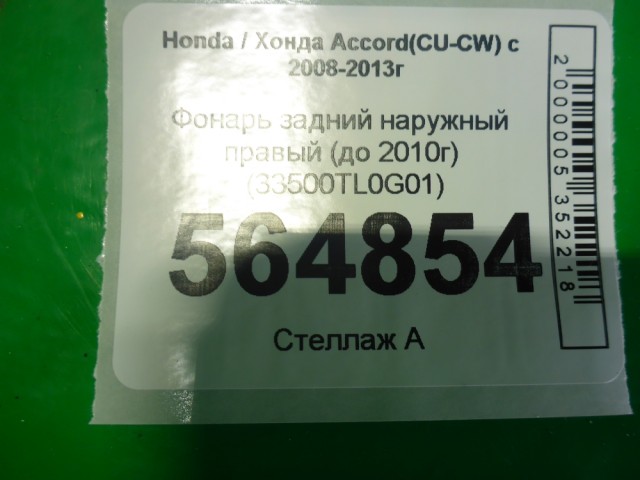 Honda / Хонда Accord(CU-CW) с
2008-2013г
Фонарь задний наружный
правый (до 2010г)
(33500TL0G01)
564854
Стеллаж А
2000005352218